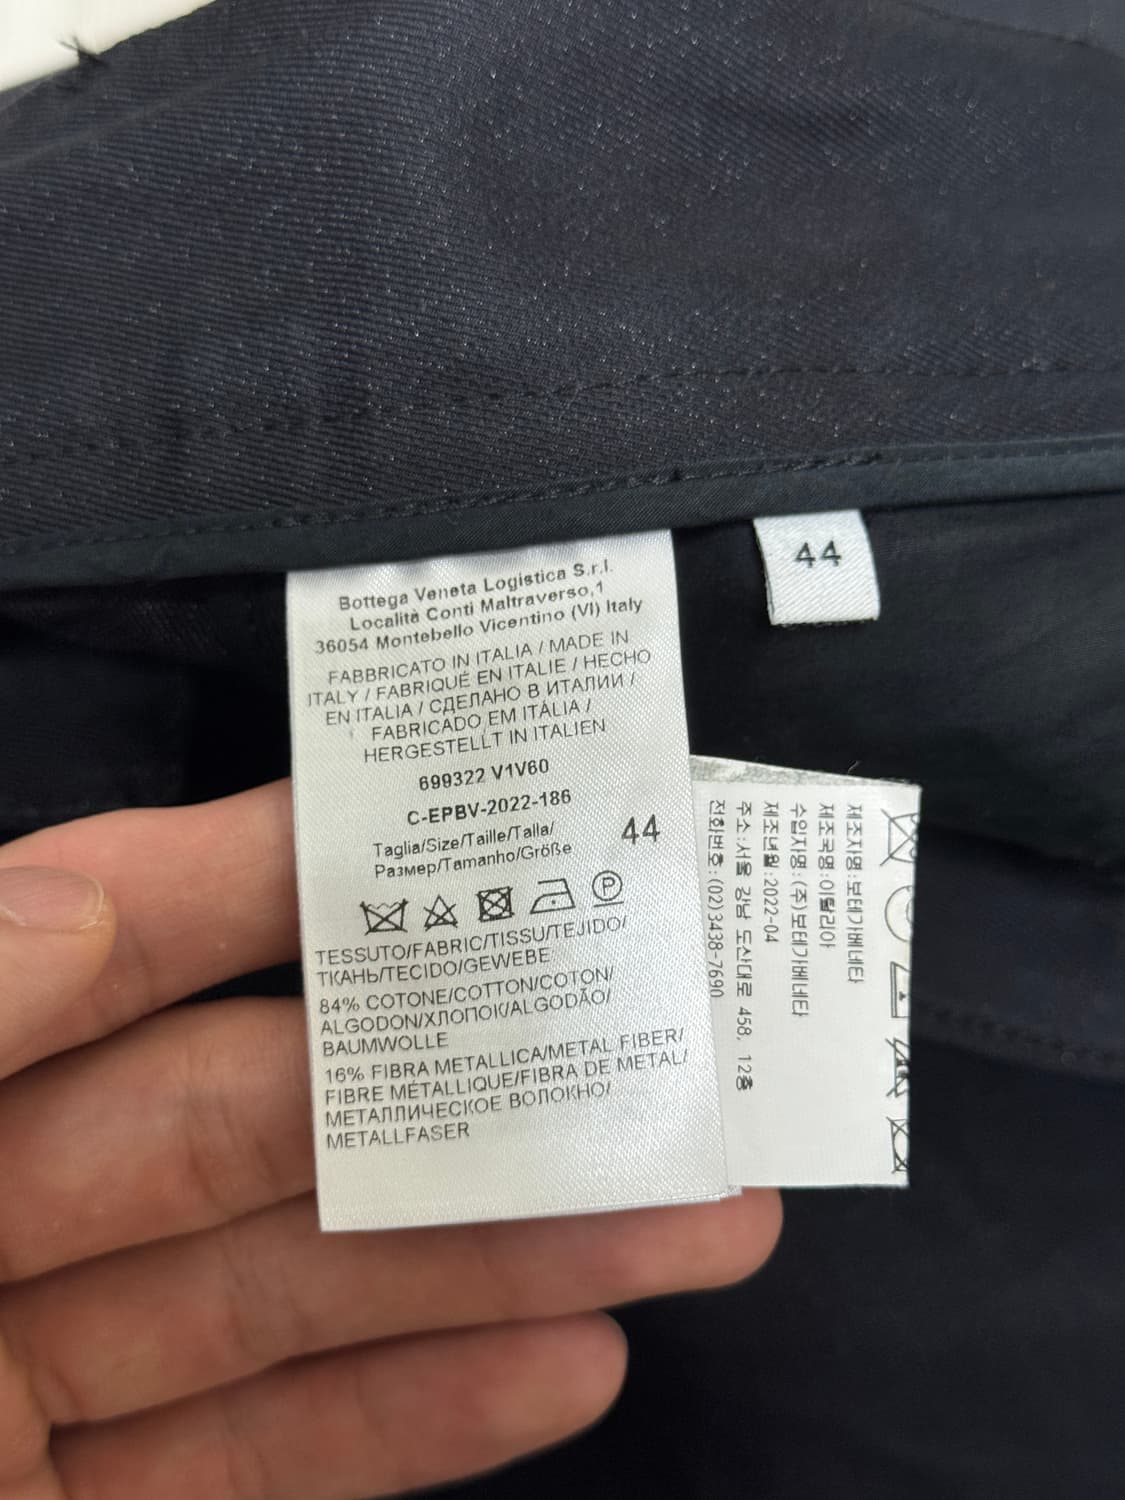 44
Bottega Veneta Logistica S.r.l.
Località Conti Maltraverso,1
36054 Montebello Vicentino (VI) Italy
FABBRICATO IN ITALIA / MADE IN
ITALY / FABRIQUÉ EN ITALIE / HECHO
EN ITALIA / СДЕЛАНО В ИТАЛИИ /
FABRICADO EM ITÁLIA /
HERGESTELLT IN ITALIEN
699322 V1V60
C-EPBV-2022-186
Taglia/Size/Taille/Talla/
Размер/Tamanho/Größe
44
P
TESSUTO/FABRIC/TISSU/TEJIDO/
ТКАНЬ/TECIDO/GEWEBE
84% COTONE/COTTON/COTON/
ALGODON/ХЛОПОК/ALGODÃO/
BAUMWOLLE
16% FIBRA METALLICA/METAL FIBER/
FIBRE MÉTALLIQUE/FIBRA DE METAL/
МЕТАЛЛИЧЕСКОЕ ВОЛОКНО/
METALLFASER
제조자명:보테가베네타
제조국명:이탈리아
수입자명:(주)보테가베네타
제조년월:2022-04
주소:서울 강남 도산대로 458, 12층
전화번호:(02)3438-7690